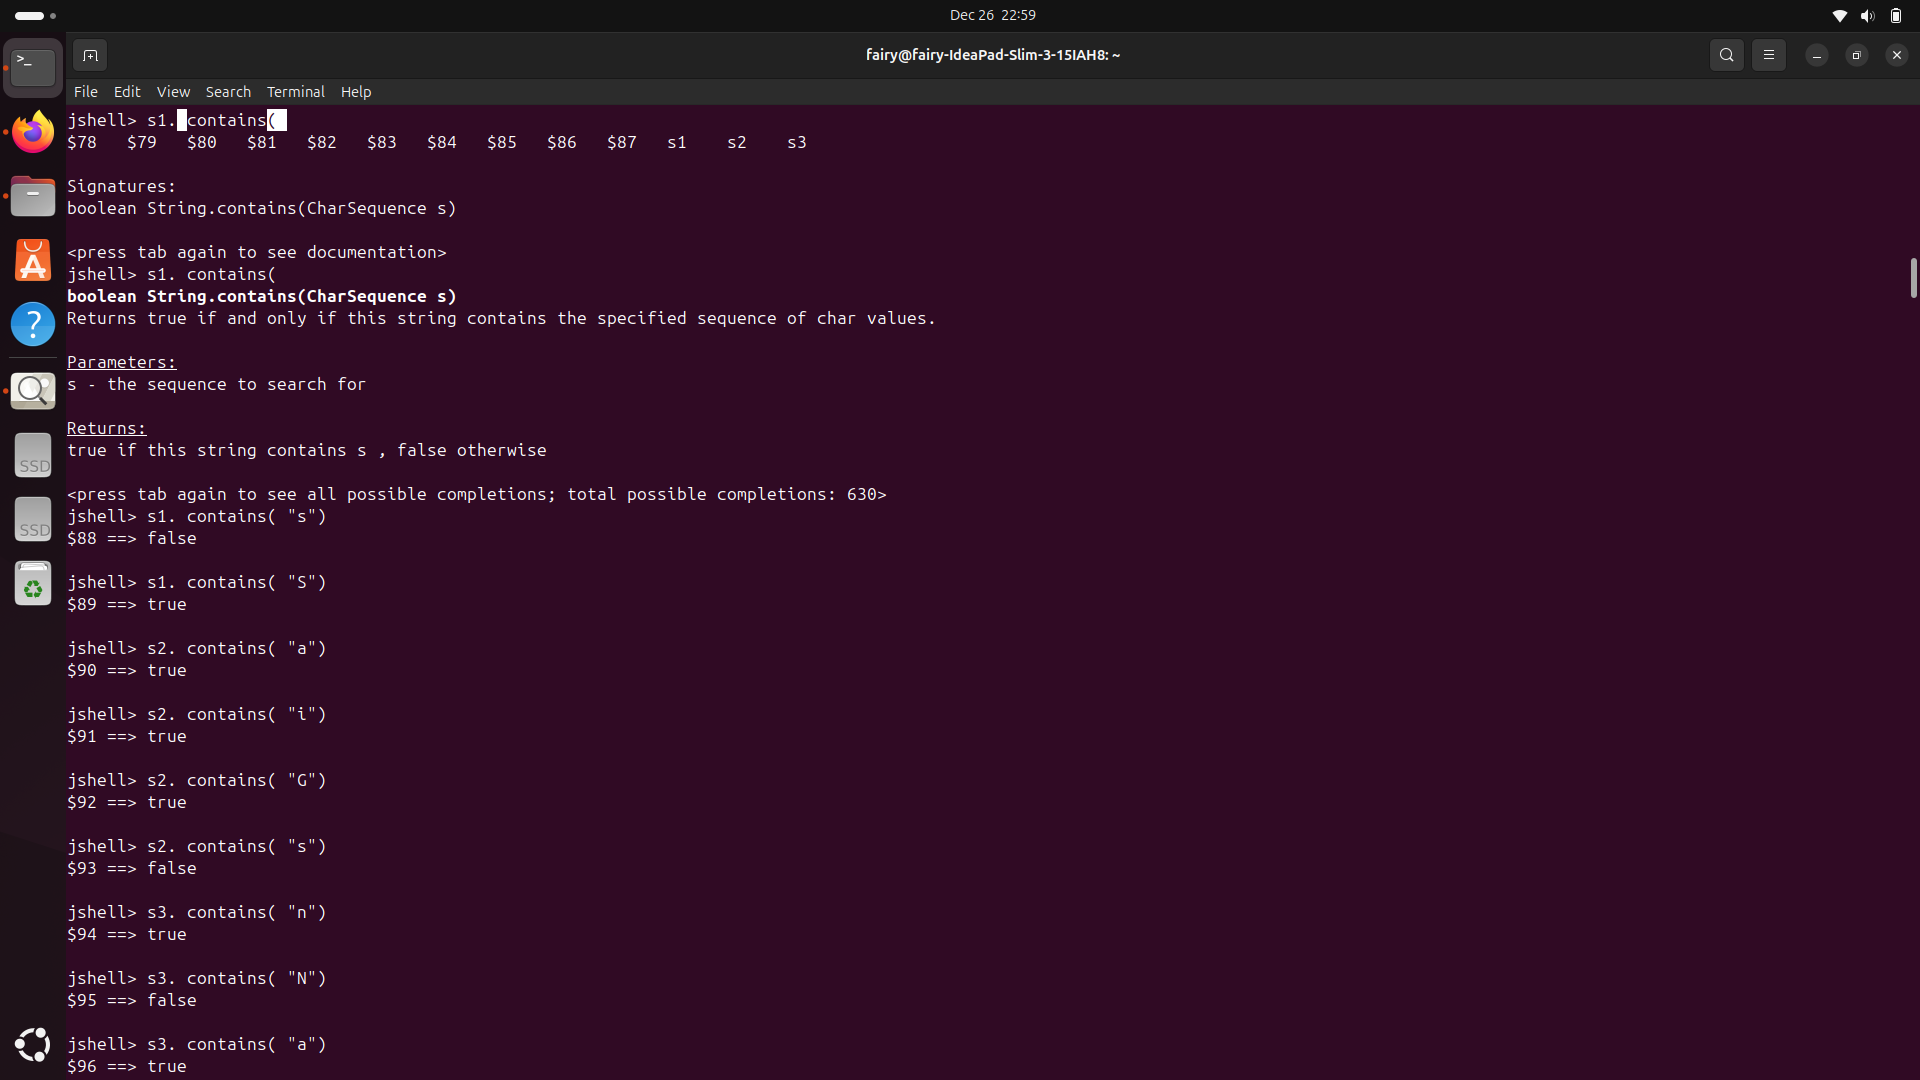 Dec 26 22:59
fairy@fairy-IdeaPad-Slim-3-15IAH8: ~
File Edit View Search Terminal Help
jshell> s1. contains(
$78 $79 $80 $81 $82 $83 $84 $85 $86 $87 s1 s2 s3
Signatures:
boolean String.contains(CharSequence s)
<press tab again to see documentation>
jshell> s1. contains(
boolean String.contains(CharSequence s)
Returns true if and only if this string contains the specified sequence of char values.
Parameters:
s - the sequence to search for
Returns:
true if this string contains s , false otherwise
<press tab again to see all possible completions; total possible completions: 630>
jshell> s1. contains( "s")
$88 ==> false
jshell> s1. contains( "S")
$89 ==> true
jshell> s2. contains( "a")
$90 ==> true
jshell> s2. contains( "i")
$91 ==> true
jshell> s2. contains( "G")
$92 ==> true
jshell> s2. contains( "s")
$93 ==> false
jshell> s3. contains( "n")
$94 ==> true
jshell> s3. contains( "N")
$95 ==> false
jshell> s3. contains( "a")
$96 ==> true
>_
?
SSD
SSD